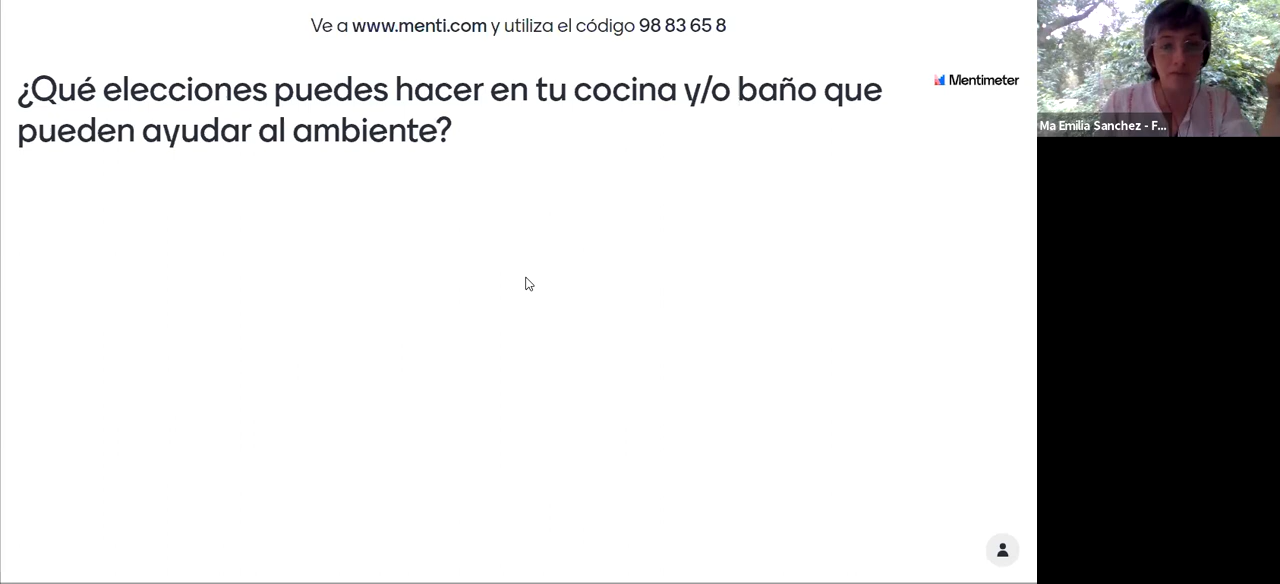 Ve a www.menti.com y utiliza el código 98 83 65 8
¿Qué elecciones puedes hacer en tu cocina y/o baño que
pueden ayudar al ambiente?
Mentimeter
Ma Emilia Sanchez - F...